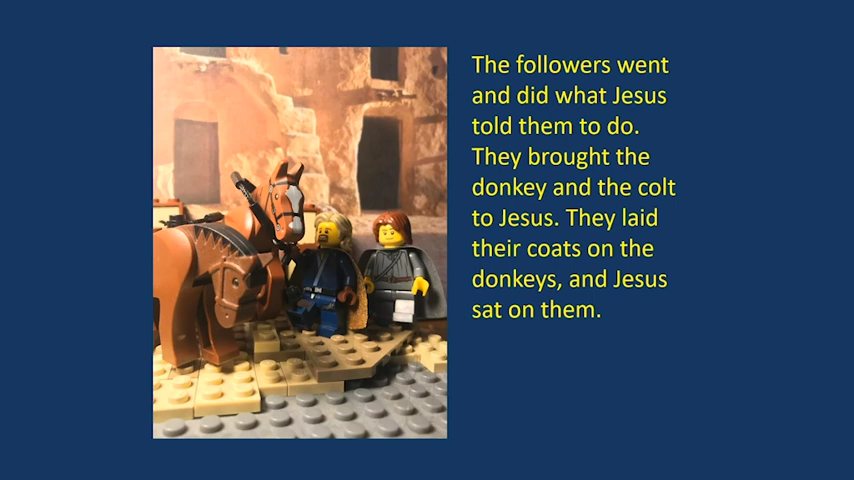 The followers went
and did what Jesus
told them to do.
They brought the
donkey and the colt
to Jesus. They laid
their coats on the
donkeys, and Jesus
sat on them.